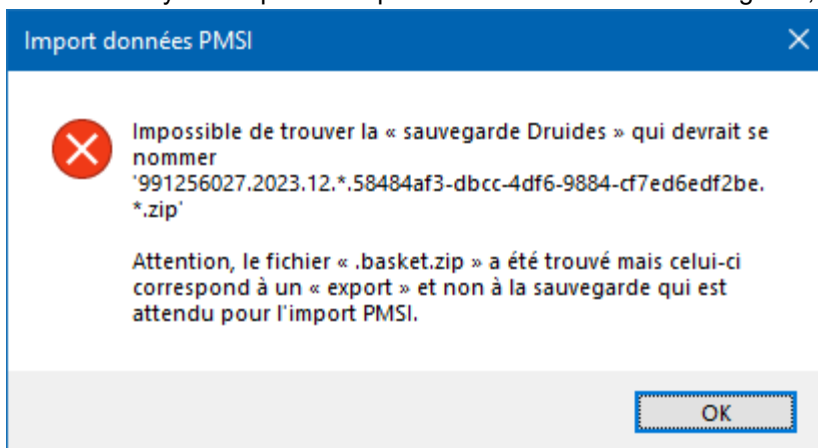 Import données PMSI
Impossible de trouver la « sauvegarde Druides » qui devrait se
nommer
'991256027.2023.12.*.58484af3-dbcc-4df6-9884-cf7ed6edf2be.
*.zip'
Attention, le fichier « .basket.zip » a été trouvé mais celui-ci
correspond à un « export » et non à la sauvegarde qui est
attendu pour l'import PMSI.
OK